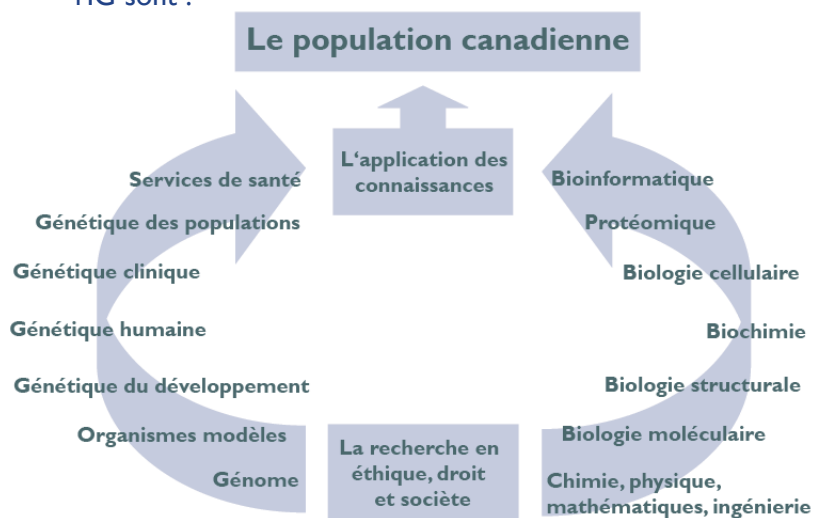 sont :
Le population canadienne
L'application des
connaissances
Services de santé
Génétique des populations
Génétique clinique
Génétique humaine
Génétique du développement
Organismes modèles
Génome
Bioinformatique
Protéomique
Biologie cellulaire
Biochimie
Biologie structurale
Biologie moléculaire
Chimie, physique,
mathématiques, ingénierie
La recherche en
éthique, droit
et sociète